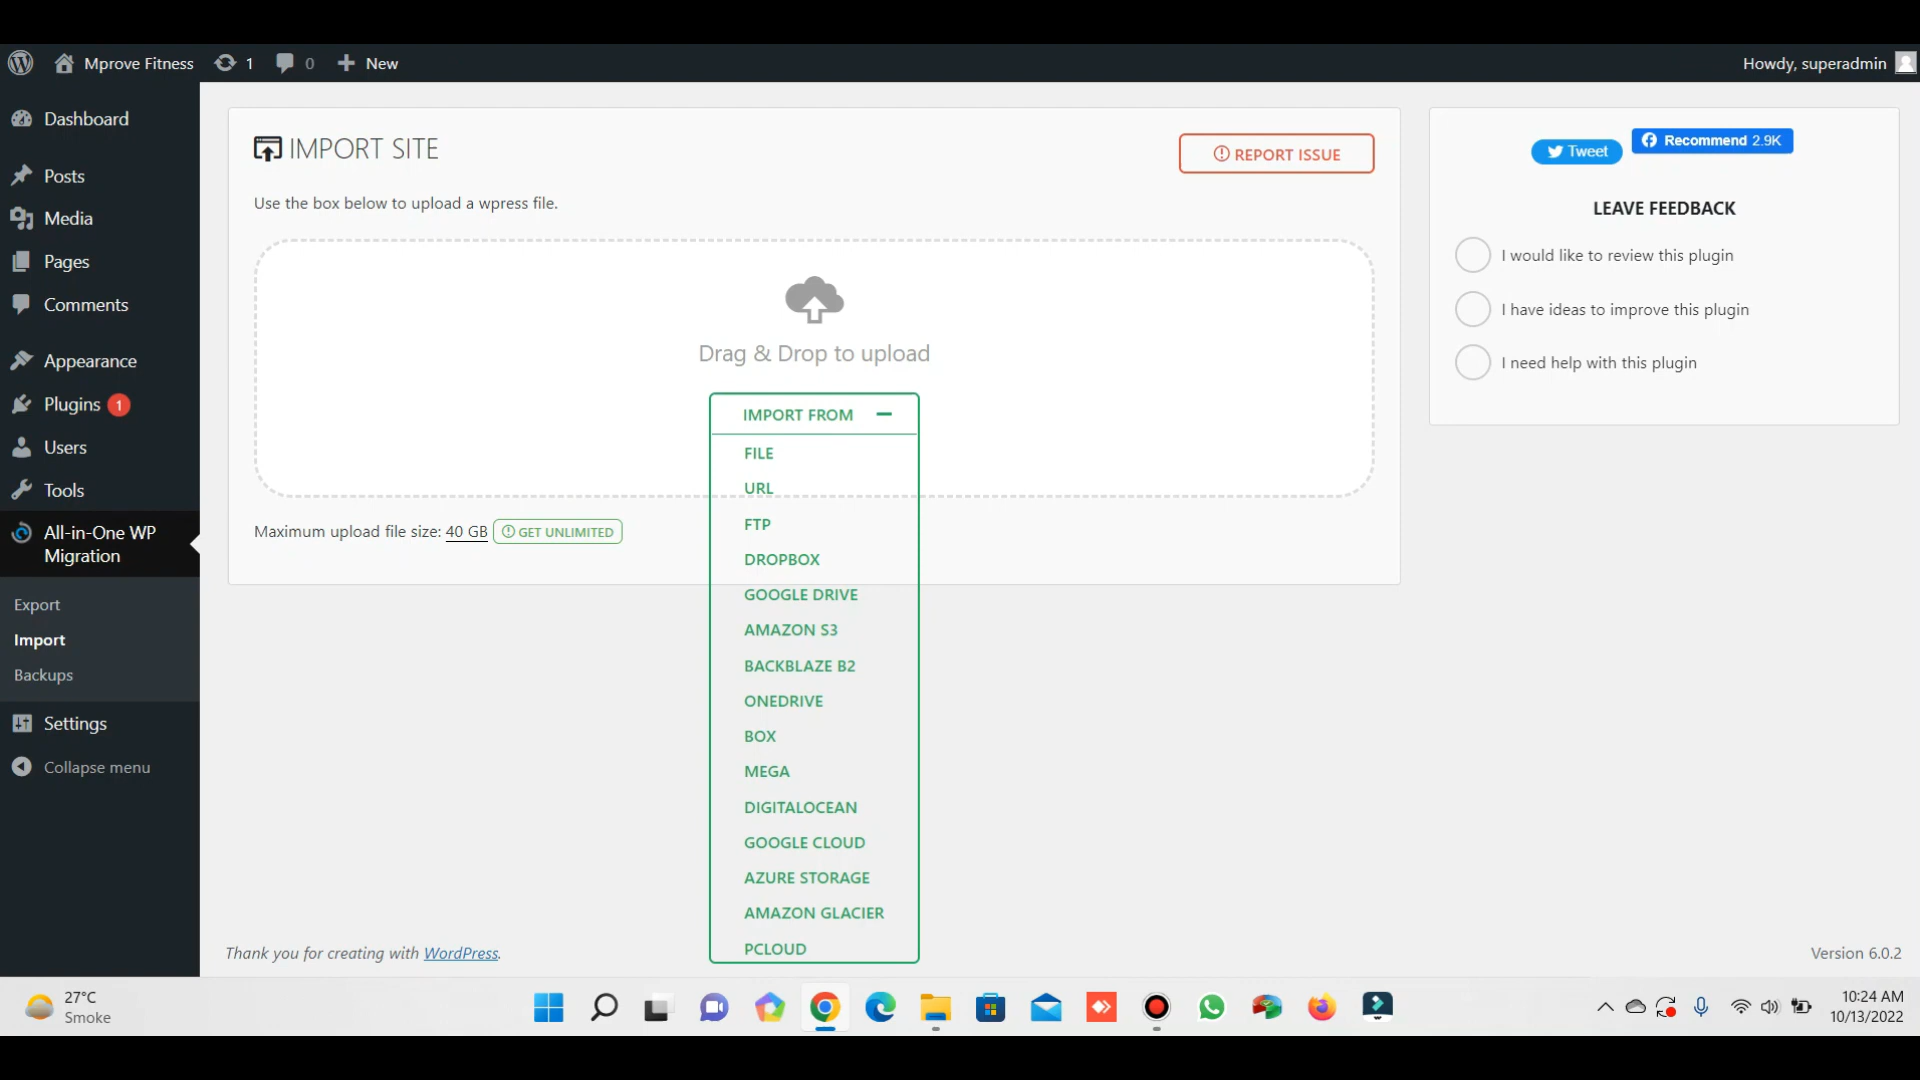 Mprove Fitness 1 0 New Howdy, superadmin
Dashboard
Posts
Media
Pages
Comments
Appearance
Plugins 1
Users
Tools
All-in-One WP
Migration
Export
Import
Backups
Settings
Collapse menu
IMPORT SITE
REPORT ISSUE
Use the box below to upload a wpress file.
Drag & Drop to upload
IMPORT FROM
FILE
URL
FTP
DROPBOX
GOOGLE DRIVE
AMAZON S3
BACKBLAZE B2
ONEDRIVE
BOX
MEGA
DIGITALOCEAN
GOOGLE CLOUD
AZURE STORAGE
AMAZON GLACIER
PCLOUD
Maximum upload file size: 40 GB GET UNLIMITED
Tweet
Recommend 2.9K
LEAVE FEEDBACK
I would like to review this plugin
I have ideas to improve this plugin
I need help with this plugin
Thank you for creating with WordPress.
Version 6.0.2
27°C
Smoke
10:24 AM
10/13/2022